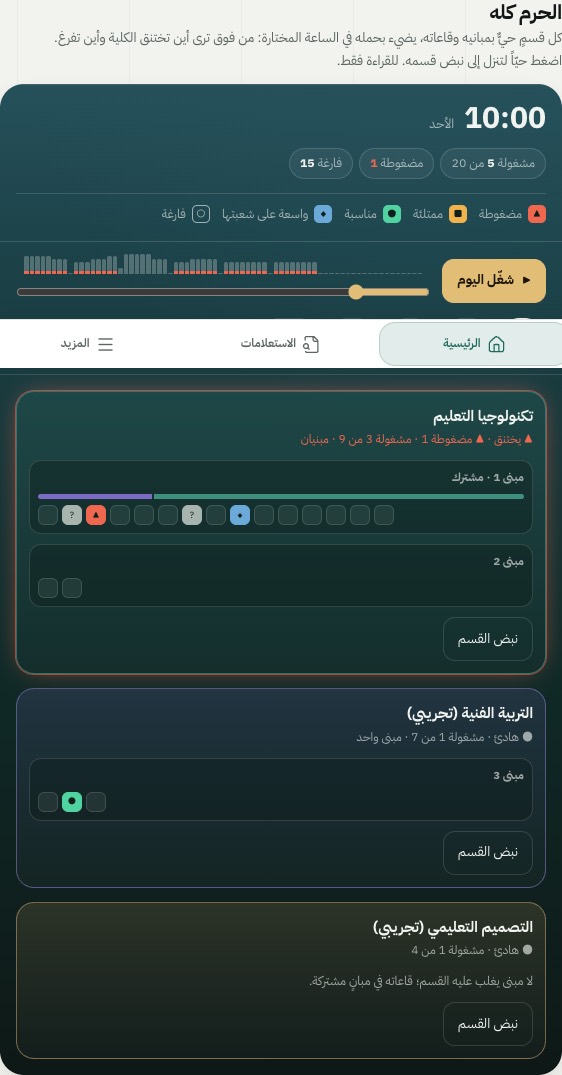 الحرم كله
كل قسمٍ حيٌّ بمبانيه وقاعاته، يضيء بحمله في الساعة المختارة: من فوق ترى أين تختنق الكلية وأين تفرغ.
اضغط حيّاً لتنزل إلى نبض قسمه. للقراءة فقط.
10:00 الأحد
مشغولة 5 من 20
مضغوطة 1
فارغة 15
مضغوطة
ممتلئة
مناسبة
واسعة على شعبتها
فارغة
شغّل اليوم
الرئيسية
الاستعلامات
المزيد
تكنولوجيا التعليم
يختنق · مضغوطة 1 · مشغولة 3 من 9 · مبنيان
مبنى 1 · مشترك
? ?
مبنى 2
نبض القسم
التربية الفنية (تجريبي)
هادئ · مشغولة 1 من 7 · مبنى واحد
مبنى 3
نبض القسم
التصميم التعليمي (تجريبي)
هادئ · مشغولة 1 من 4
لا مبنى يغلب عليه القسم؛ قاعاته في مبانٍ مشتركة.
نبض القسم